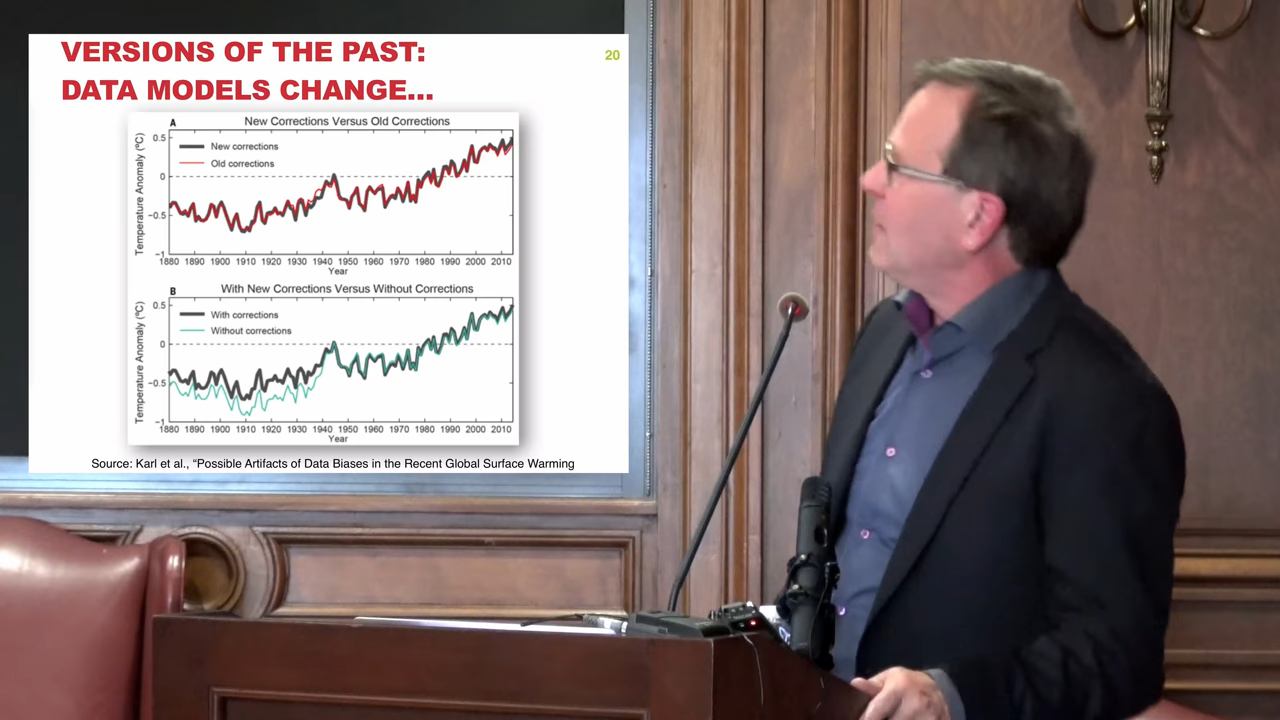 VERSIONS OF THE PAST:
DATA MODELS CHANGE...
20
A
New Corrections Versus Old Corrections
Temperature Anomaly (°C)
0.5
0
−0.5
−1
New corrections
Old corrections
1880 1890 1900 1910 1920 1930 1940 1950 1960 1970 1980 1990 2000 2010
Year
B
With New Corrections Versus Without Corrections
Temperature Anomaly (°C)
0.5
0
−0.5
−1
With corrections
Without corrections
1880 1890 1900 1910 1920 1930 1940 1950 1960 1970 1980 1990 2000 2010
Year
Source: Karl et al., “Possible Artifacts of Data Biases in the Recent Global Surface Warming